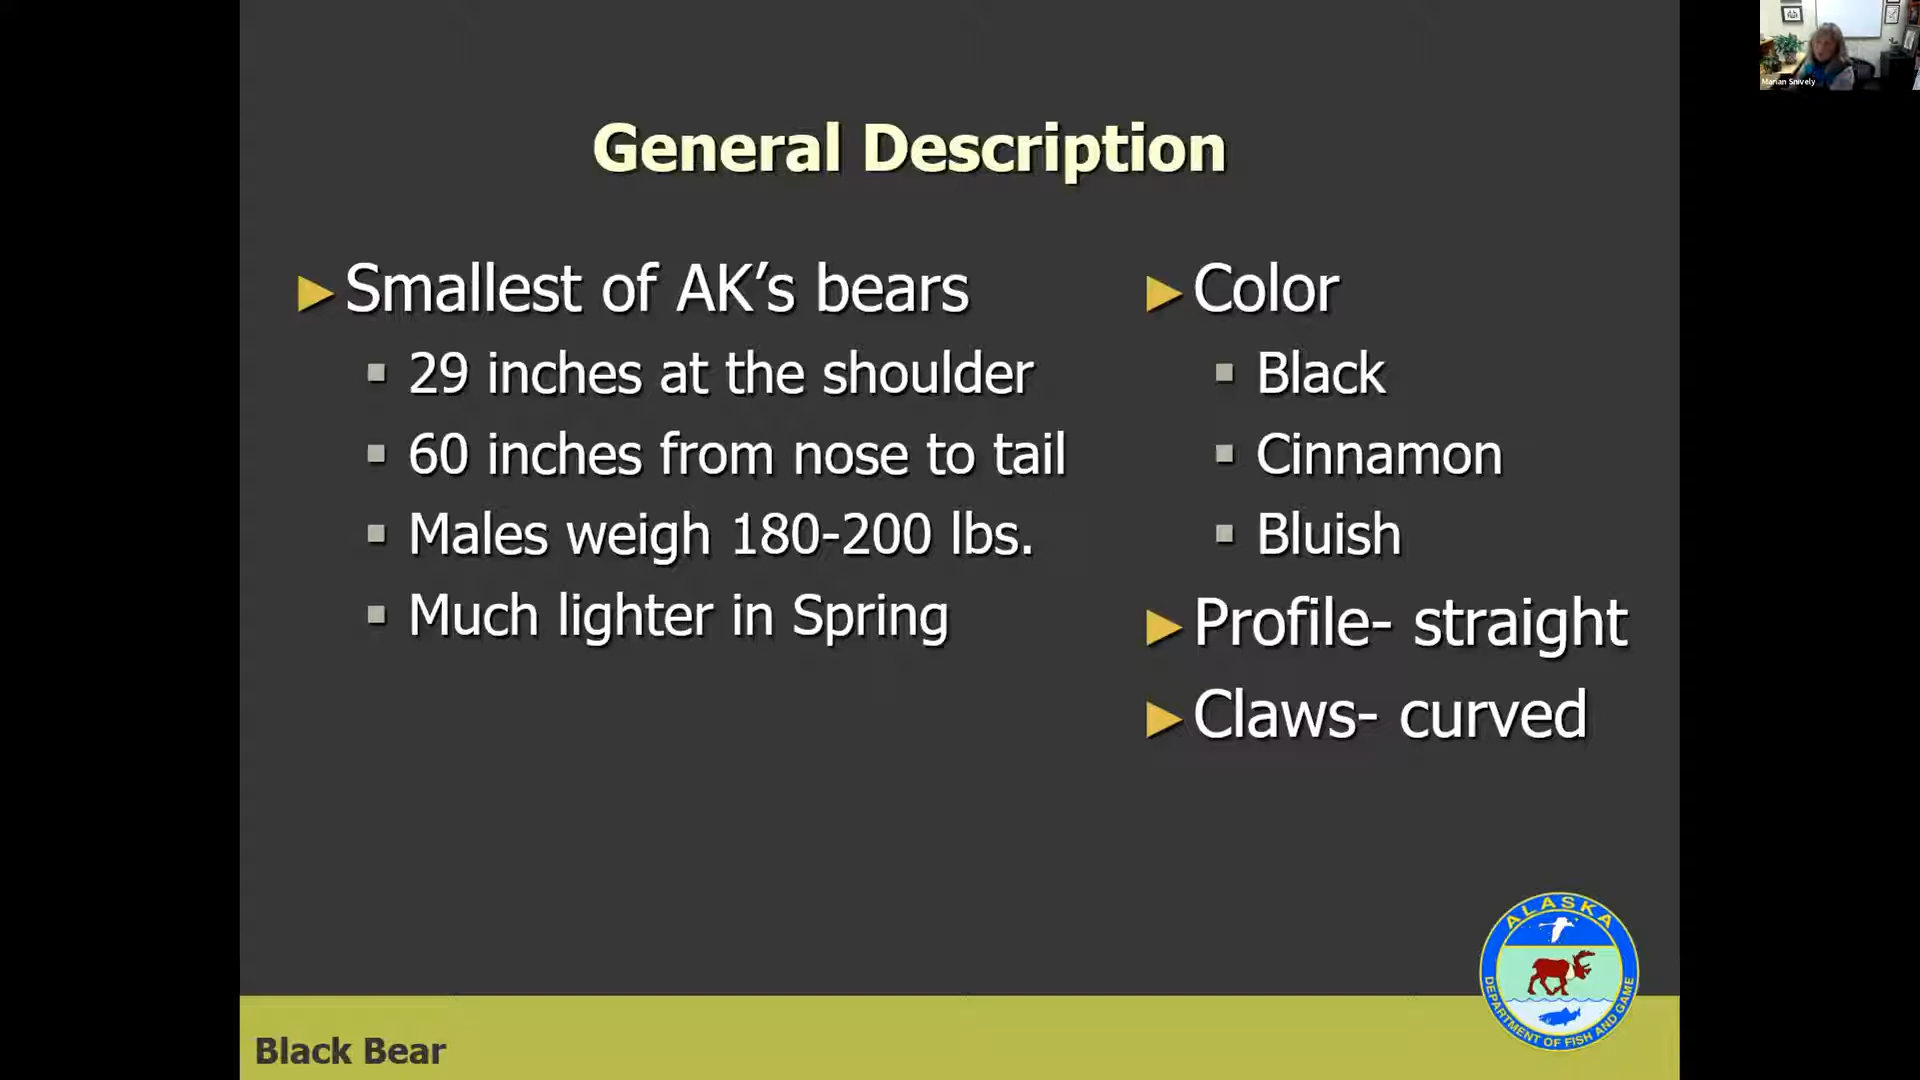 General Description
Smallest of AK's bears
29 inches at the shoulder
60 inches from nose to tail
Males weigh 180-200 lbs.
Much lighter in Spring
Color
Black
Cinnamon
Bluish
Profile- straight
Claws- curved
Black Bear
ALASKA
DEPARTMENT OF FISH AND GAME
Marian Snively